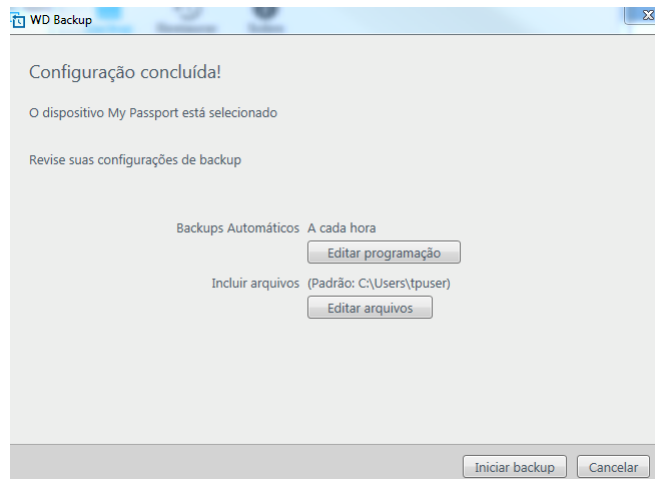 WD Backup
Configuração concluída!
O dispositivo My Passport está selecionado
Revise suas configurações de backup
Backups Automáticos A cada hora
Editar programação
Incluir arquivos (Padrão: C:\Users\tpuser)
Editar arquivos
Iniciar backup Cancelar